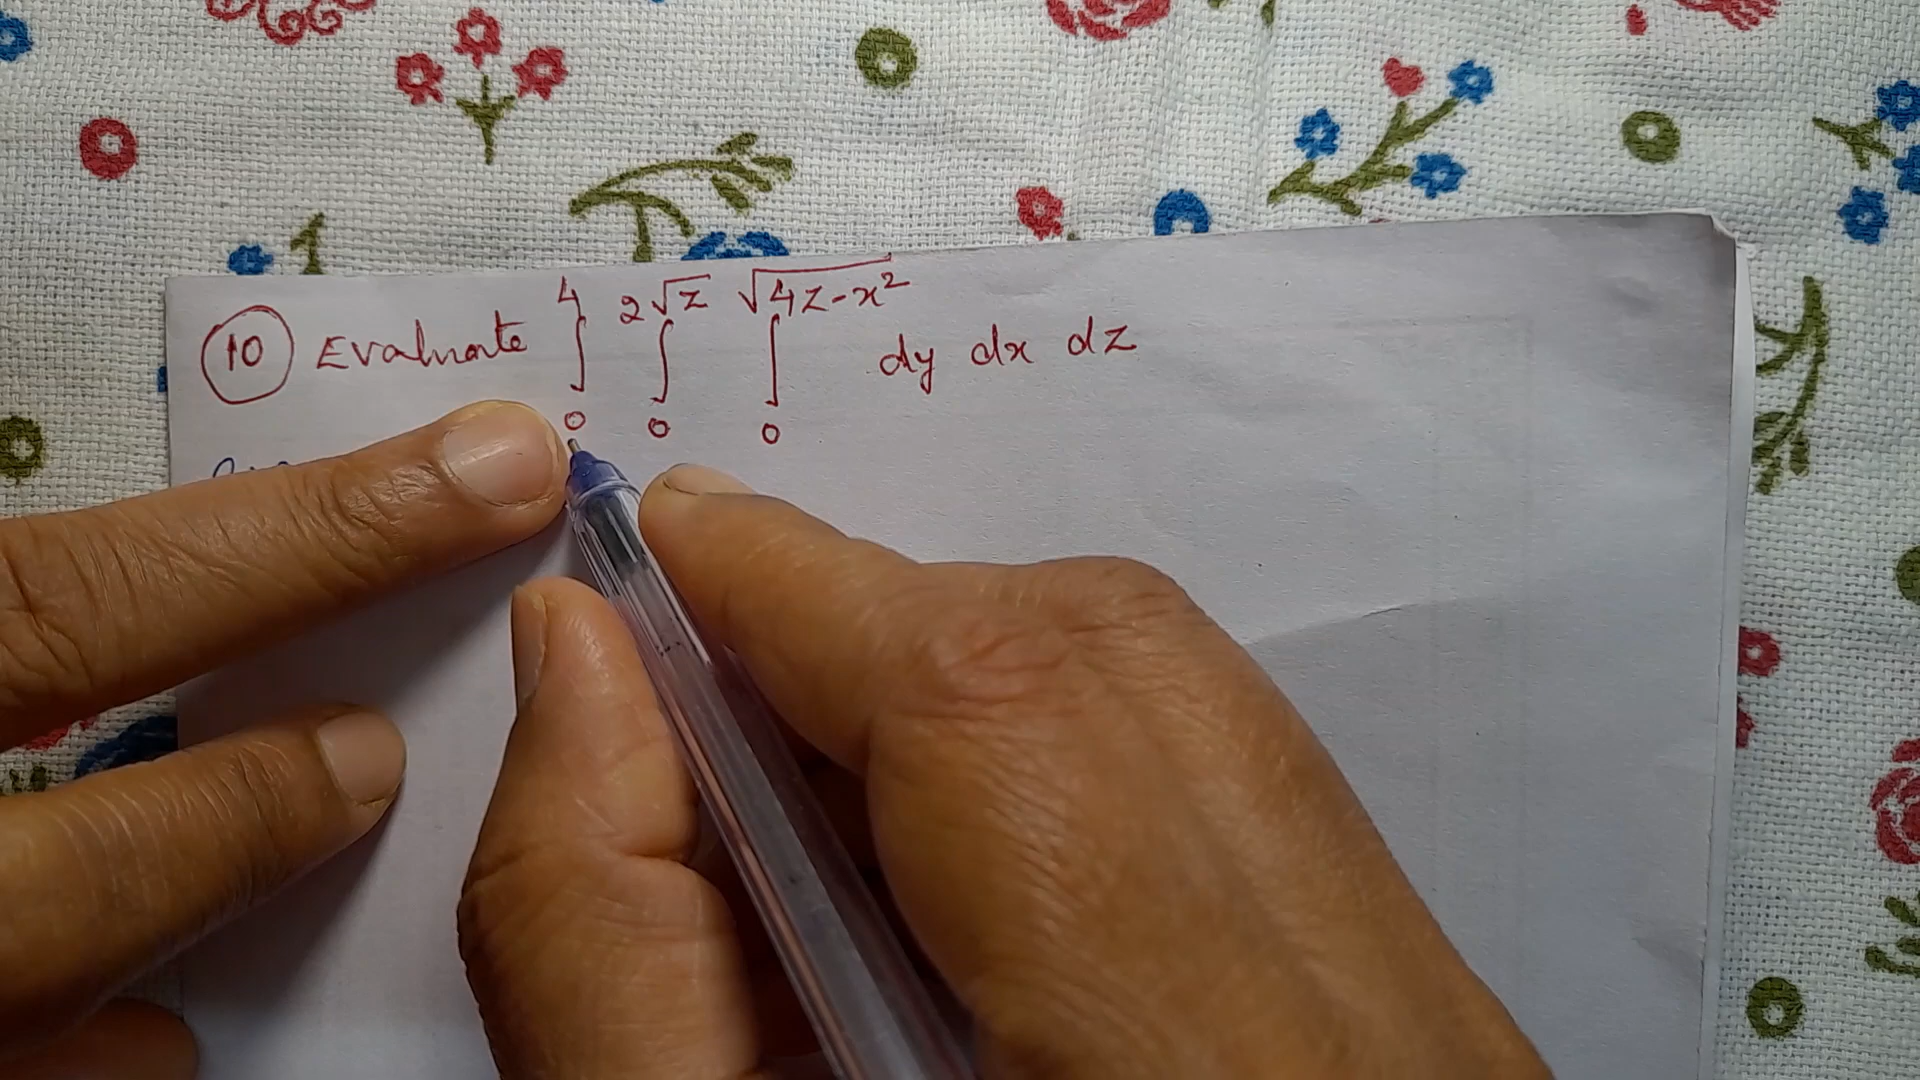 10 Evaluate ∫₀⁴ ∫₀^{2√z} ∫₀^{√(4z-x²)} dy dx dz